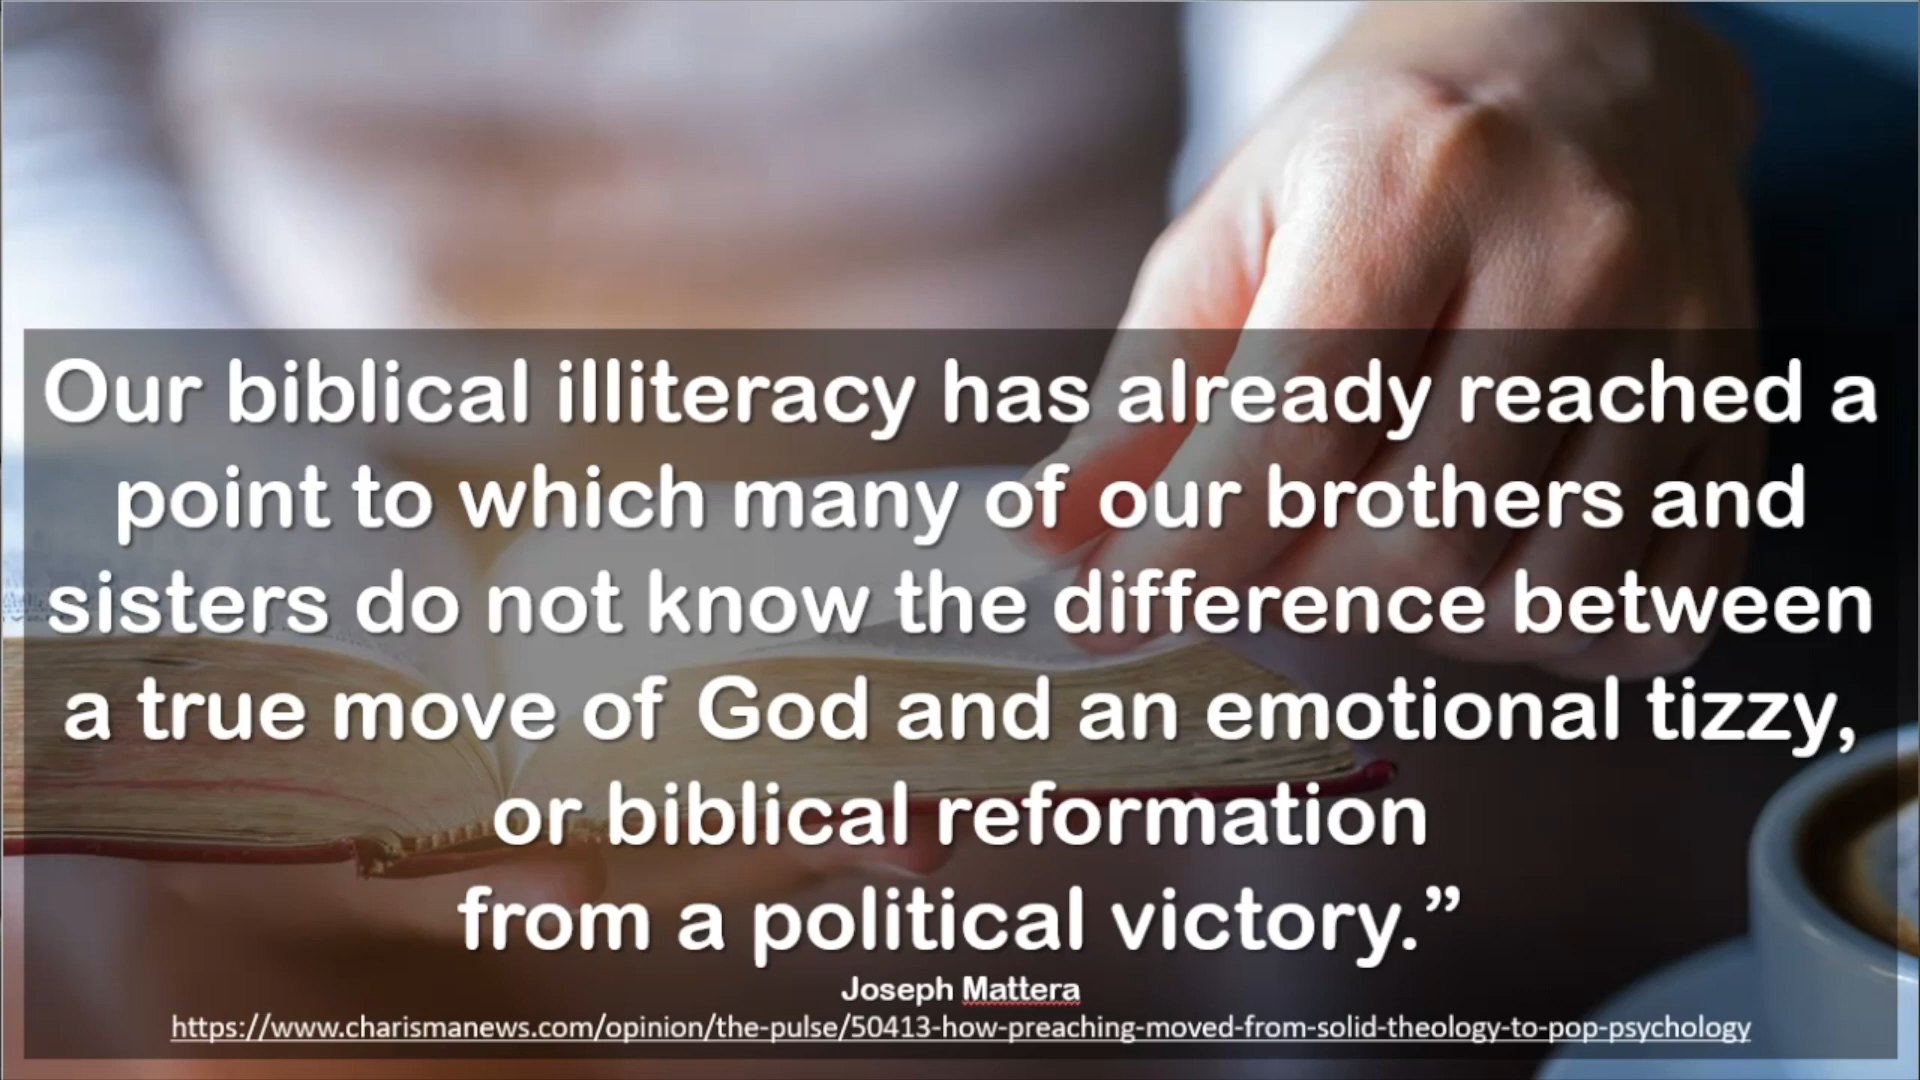 Our biblical illiteracy has already reached a
point to which many of our brothers and
sisters do not know the difference between
a true move of God and an emotional tizzy,
or biblical reformation
from a political victory.”
Joseph Mattera
https://www.charismanews.com/opinion/the-pulse/50413-how-preaching-moved-from-solid-theology-to-pop-psychology